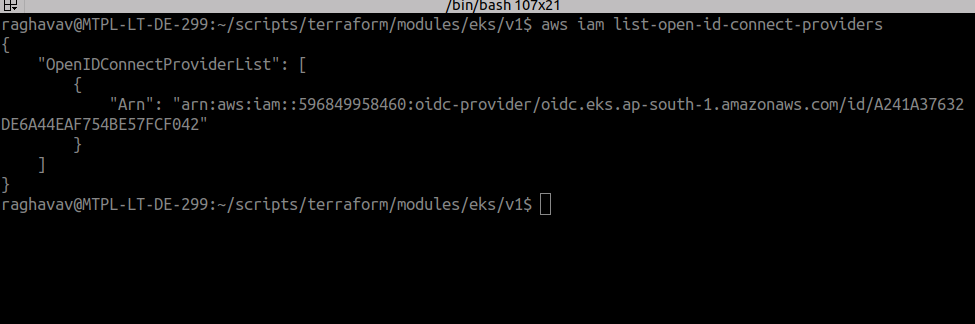 /bin/bash 107x21
raghavav@MTPL-LT-DE-299:~/scripts/terraform/modules/eks/v1$ aws iam list-open-id-connect-providers
{
    "OpenIDConnectProviderList": [
        {
            "Arn": "arn:aws:iam::596849958460:oidc-provider/oidc.eks.ap-south-1.amazonaws.com/id/A241A37632
DE6A44EAF754BE57FCF042"
        }
    ]
}
raghavav@MTPL-LT-DE-299:~/scripts/terraform/modules/eks/v1$